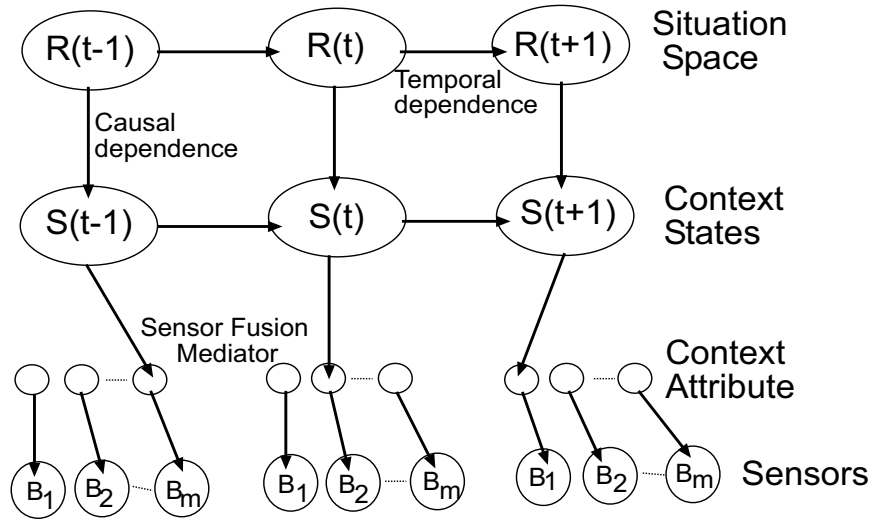 R(t-1)
R(t)
R(t+1)
Situation
Space
Temporal
dependence
Causal
dependence
S(t-1)
S(t)
S(t+1)
Context
States
Sensor Fusion
Mediator
Context
Attribute
B1
B2
Bm
B1
B2
Bm
B1
B2
Bm
Sensors